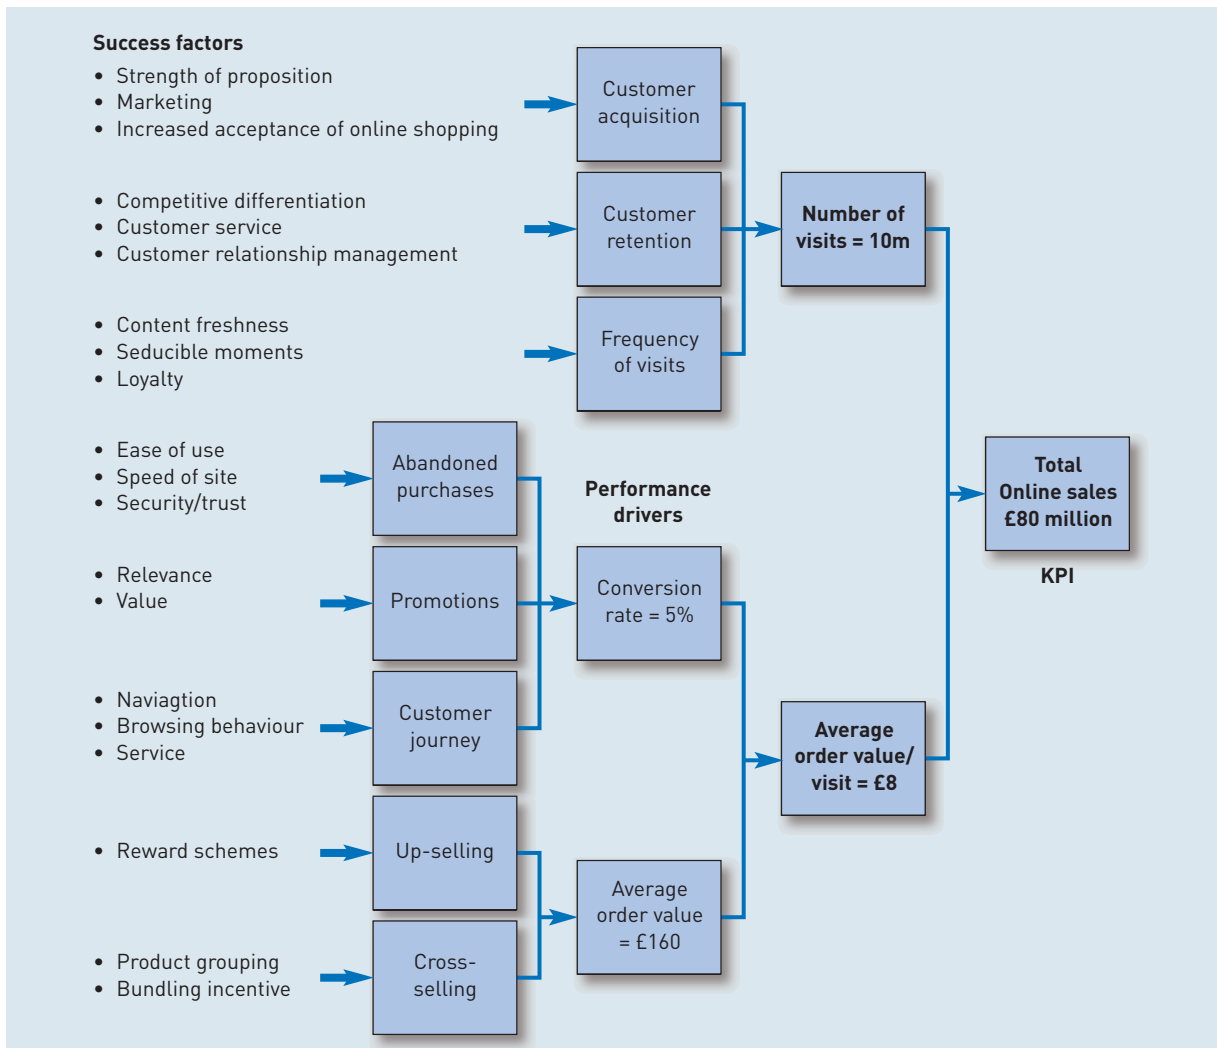 Success factors
• Strength of proposition
• Marketing
• Increased acceptance of online shopping
Customer
acquisition
• Competitive differentiation
• Customer service
• Customer relationship management
Customer
retention
Number of
visits = 10m
• Content freshness
• Seducible moments
• Loyalty
Frequency
of visits
• Ease of use
• Speed of site
• Security/trust
Abandoned
purchases
Performance
drivers
Total
Online sales
£80 million
KPI
• Relevance
• Value
Promotions
Conversion
rate = 5%
• Naviagtion
• Browsing behaviour
• Service
Customer
journey
Average
order value/
visit = £8
• Reward schemes
Up-selling
Average
order value
= £160
• Product grouping
• Bundling incentive
Cross-
selling